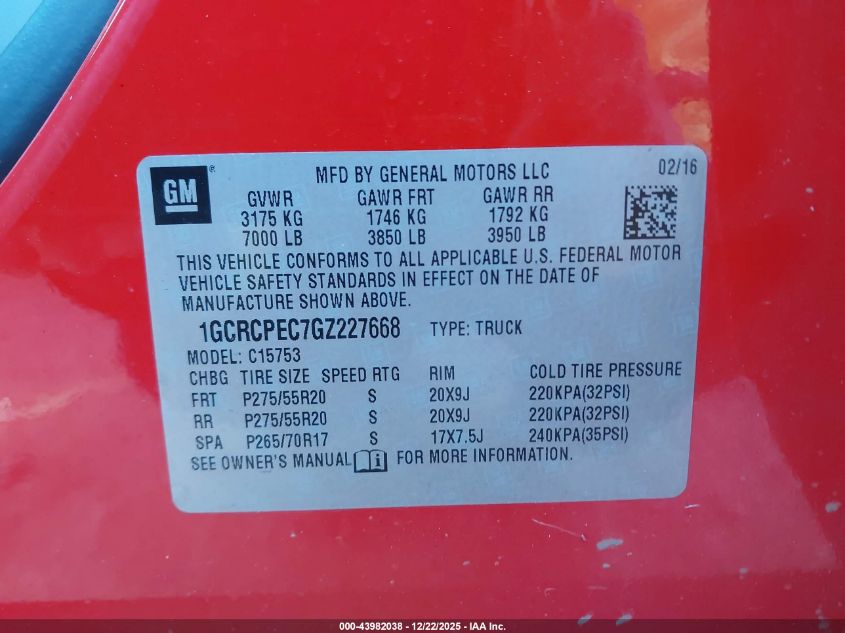 GM
MFD BY GENERAL MOTORS LLC 02/16
GVWR GAWR FRT GAWR RR
3175 KG 1746 KG 1792 KG
7000 LB 3850 LB 3950 LB
THIS VEHICLE CONFORMS TO ALL APPLICABLE U.S. FEDERAL MOTOR
VEHICLE SAFETY STANDARDS IN EFFECT ON THE DATE OF
MANUFACTURE SHOWN ABOVE.
1GCRCPEC7GZ227668 TYPE: TRUCK
MODEL: C15753
CHBG TIRE SIZE SPEED RTG RIM COLD TIRE PRESSURE
FRT P275/55R20 S 20X9J 220KPA(32PSI)
RR P275/55R20 S 20X9J 220KPA(32PSI)
SPA P265/70R17 S 17X7.5J 240KPA(35PSI)
SEE OWNER'S MANUAL FOR MORE INFORMATION.
000-43982038 - 12/22/2025 - IAA Inc.